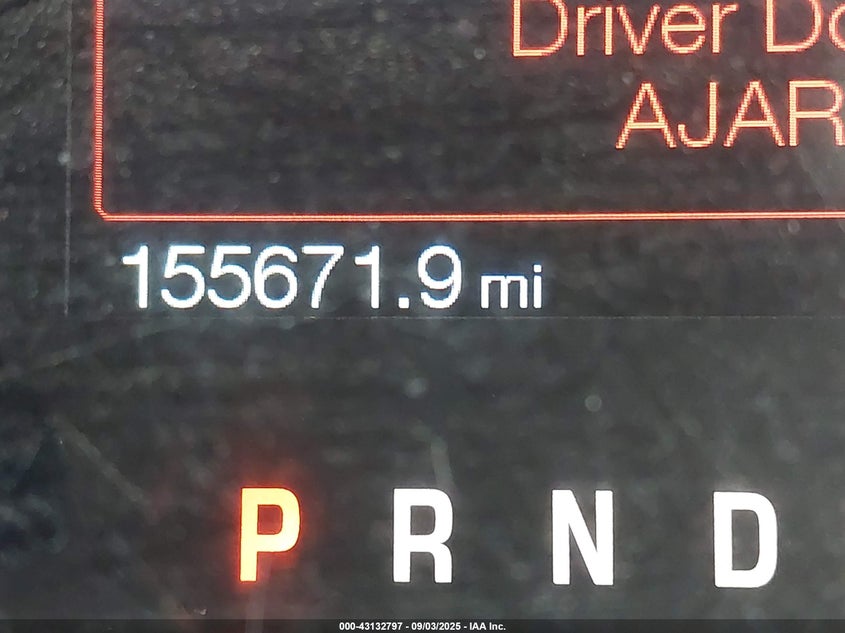 Driver
AJAR
155671.9 mi
P R N D
000-43132797 - 09/03/2025 - IAA Inc.